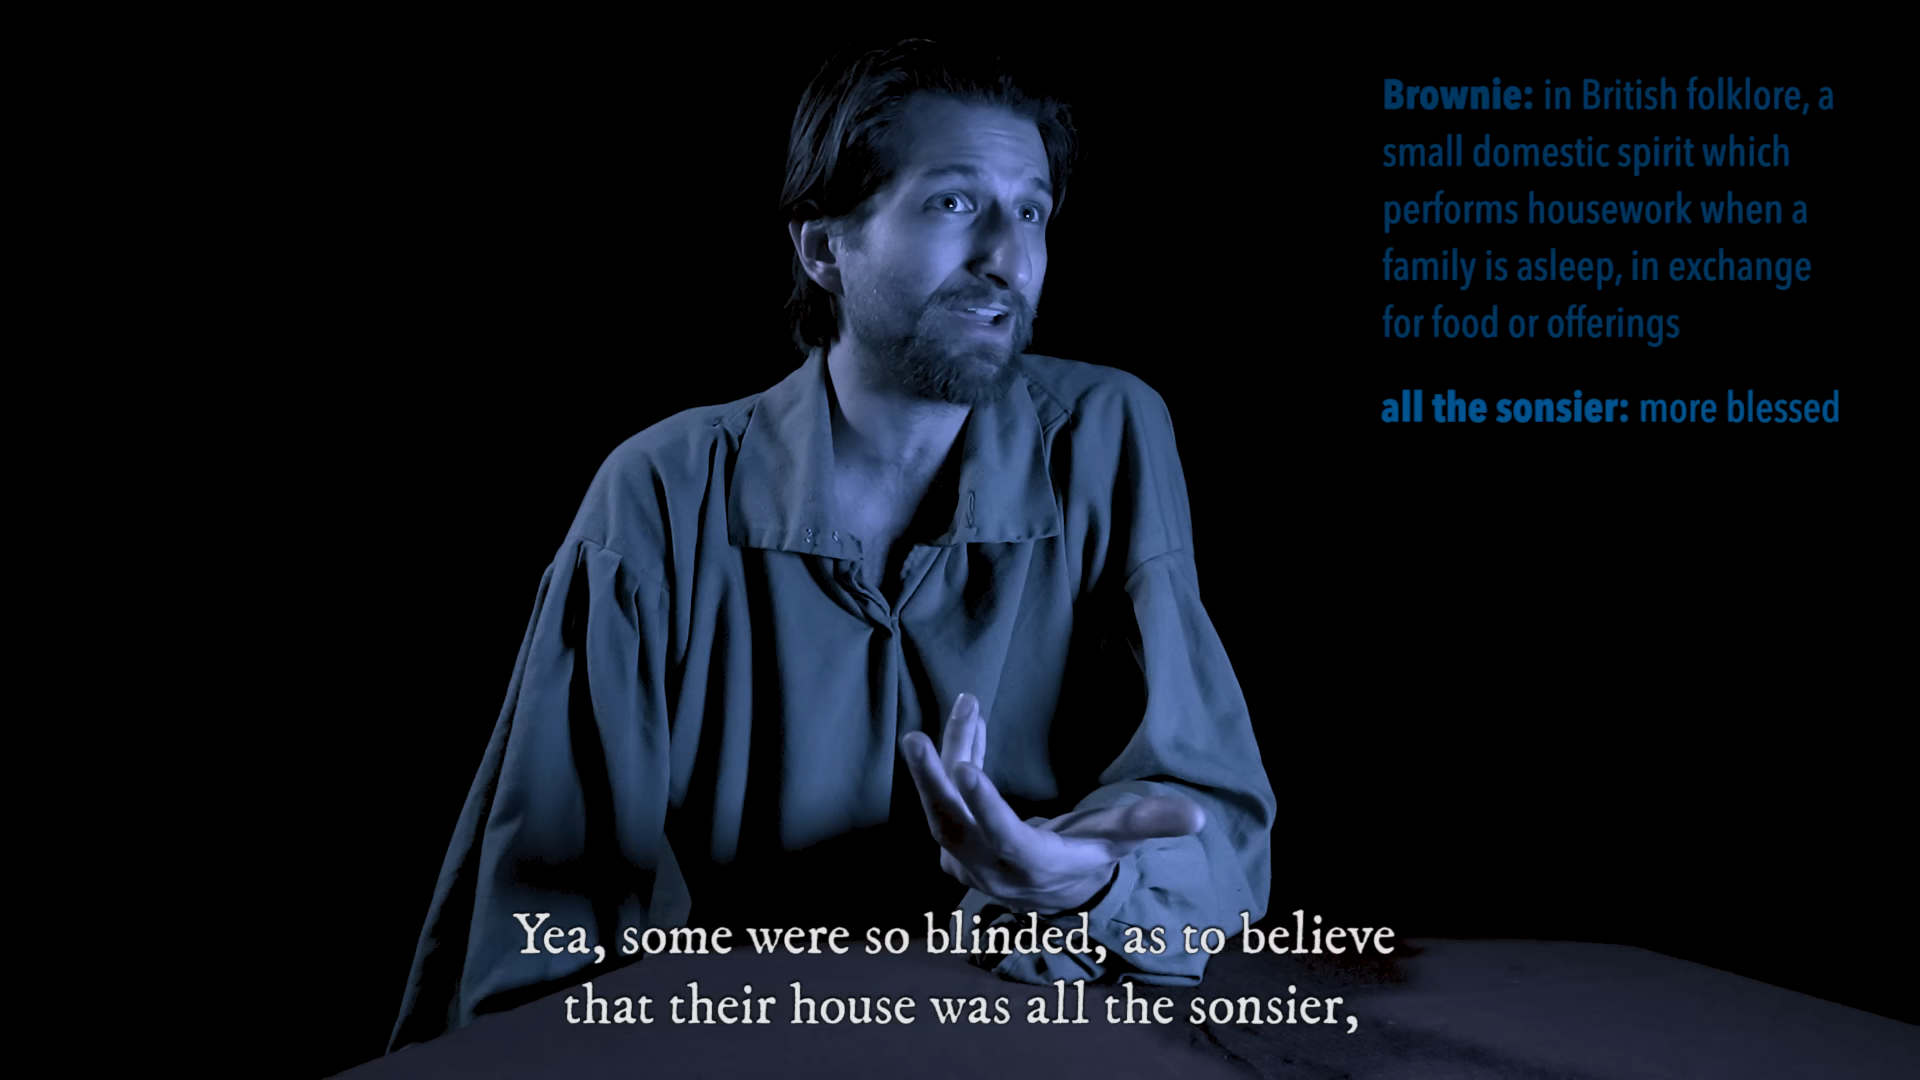 Brownie: in British folklore, a
small domestic spirit which
performs housework when a
family is asleep, in exchange
for food or offerings
all the sonsier: more blessed
Yea, some were so blinded, as to believe
that their house was all the sonsier,